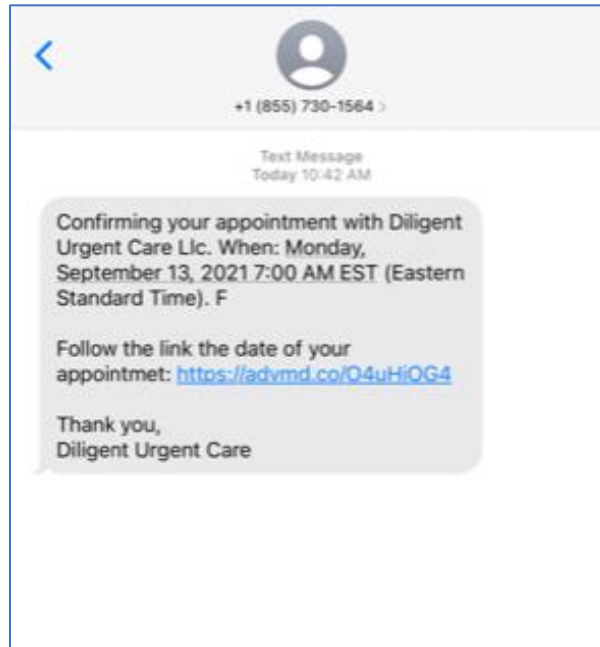 +1 (855) 730-1564 >
Text Message
Today 10:42 AM
Confirming your appointment with Diligent
Urgent Care Llc. When: Monday,
September 13, 2021 7:00 AM EST (Eastern
Standard Time). F
Follow the link the date of your
appointmet: https://advmd.co/O4uHiOG4
Thank you,
Diligent Urgent Care